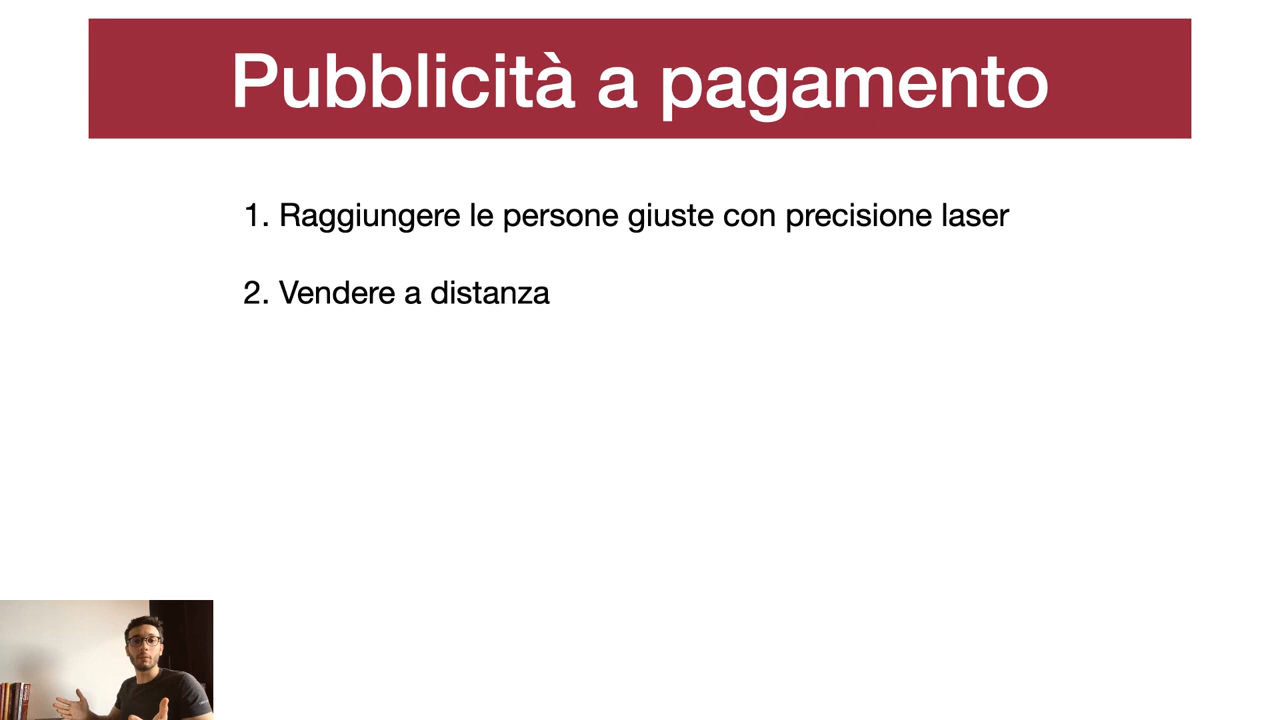 Pubblicità a pagamento
1. Raggiungere le persone giuste con precisione laser
2. Vendere a distanza